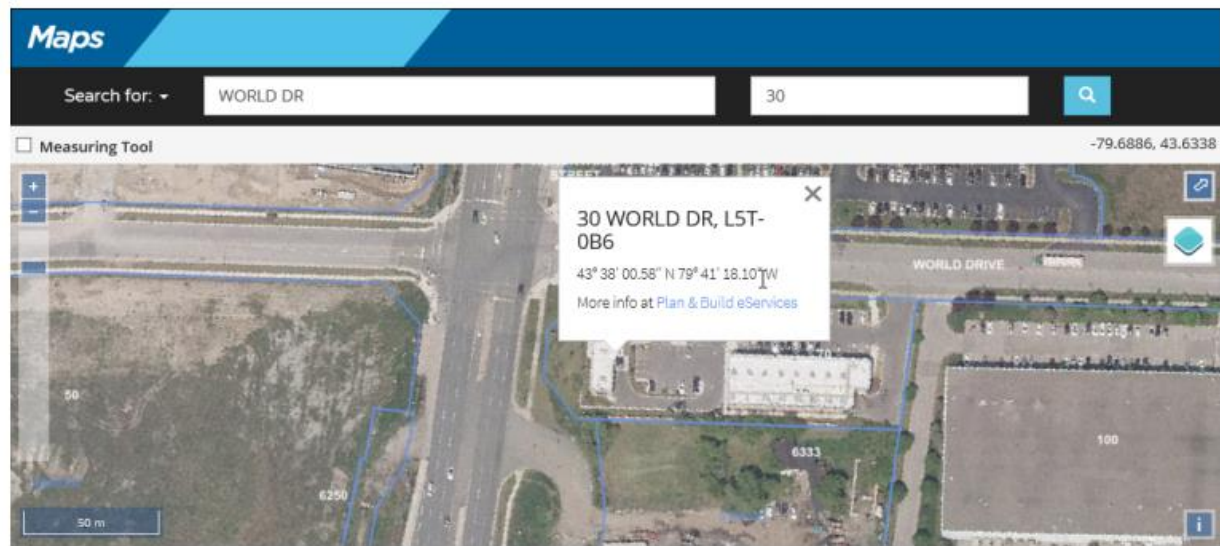 Maps
Search for:
WORLD DR
30
Measuring Tool
-79.6886, 43.6338
+
−
STREET
30 WORLD DR, L5T-
0B6
43° 38' 00.58" N 79° 41' 18.10" W
More info at Plan & Build eServices
WORLD DRIVE
70
50
100
6333
6250
50 m
i